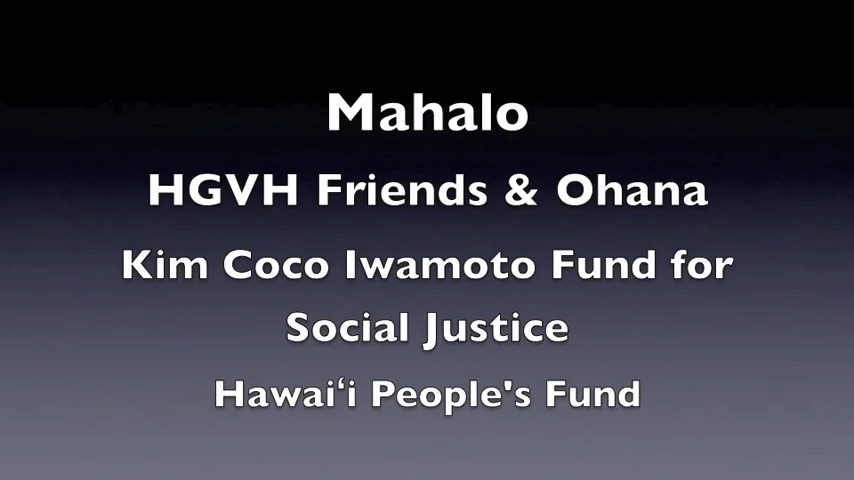 Mahalo
HGVH Friends & Ohana
Kim Coco Iwamoto Fund for
Social Justice
Hawaiʻi People's Fund